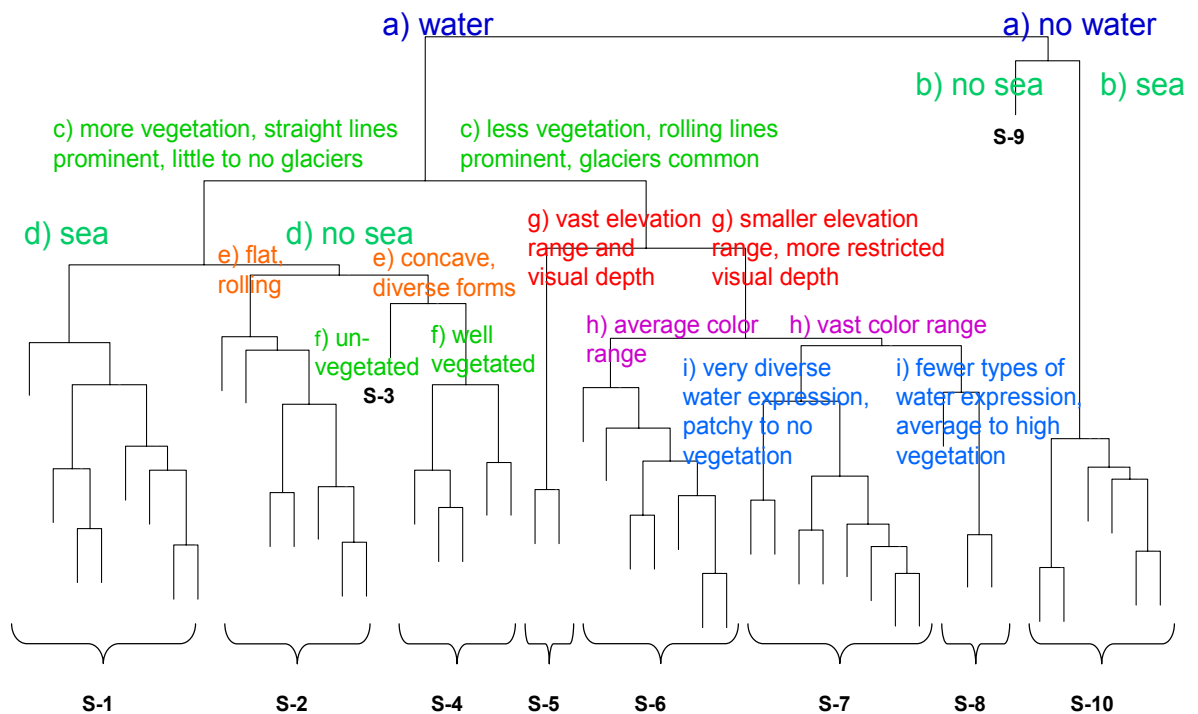 a) water
a) no water
b) no sea
b) sea
S-9
c) more vegetation, straight lines
prominent, little to no glaciers
c) less vegetation, rolling lines
prominent, glaciers common
d) sea
d) no sea
e) flat,
rolling
e) concave,
diverse forms
g) vast elevation
range and
visual depth
g) smaller elevation
range, more restricted
visual depth
f) un-
vegetated
f) well
vegetated
S-3
h) average color
range
h) vast color range
i) very diverse
water expression,
patchy to no
vegetation
i) fewer types of
water expression,
average to high
vegetation
S-1
S-2
S-4
S-5
S-6
S-7
S-8
S-10